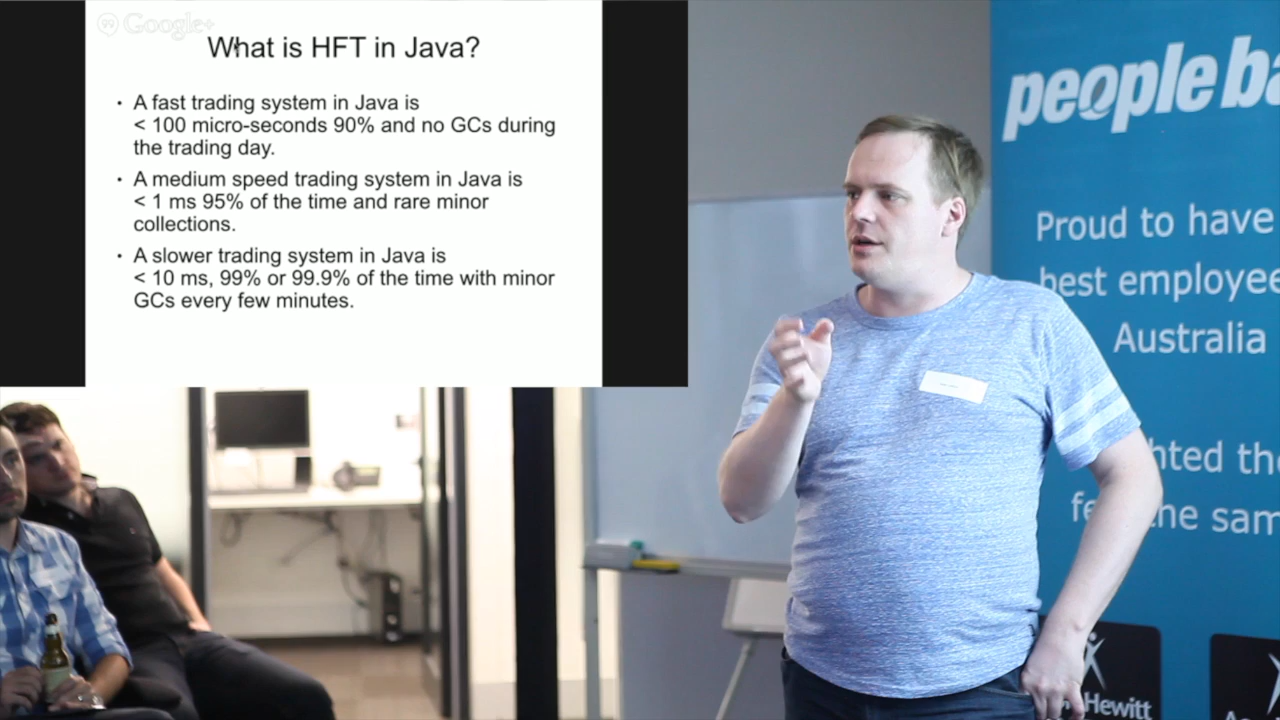 Google+
What is HFT in Java?
• A fast trading system in Java is
< 100 micro-seconds 90% and no GCs during
the trading day.
• A medium speed trading system in Java is
< 1 ms 95% of the time and rare minor
collections.
• A slower trading system in Java is
< 10 ms, 99% or 99.9% of the time with minor
GCs every few minutes.
people ba
Proud to have
best employe
Australia
hted th
fe the sam
Hewitt